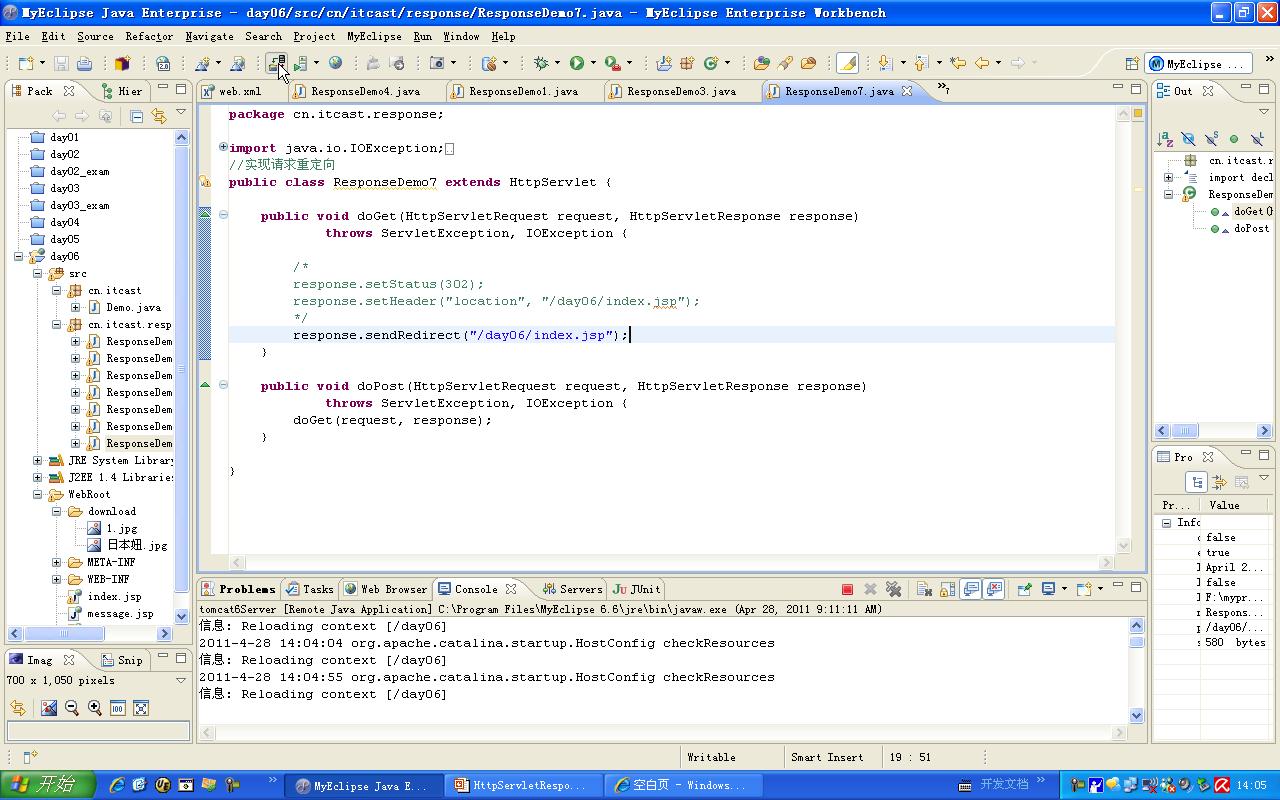 MyEclipse Java Enterprise - day06/src/cn/itcast/response/ResponseDemo7.java - MyEclipse Enterprise Workbench
File Edit Source Refactor Navigate Search Project MyEclipse Run Window Help
MyEclipse ...
Pack
Hier
web.xml
ResponseDemo4.java
ResponseDemo1.java
ResponseDemo3.java
ResponseDemo7.java
»7
Out
day01
day02
day02_exam
day03
day03_exam
day04
day05
day06
src
cn.itcast
Demo.java
cn.itcast.resp
ResponseDem
ResponseDem
ResponseDem
ResponseDem
ResponseDem
ResponseDem
ResponseDem
JRE System Library
J2EE 1.4 Libraries
WebRoot
download
1.jpg
日本妞.jpg
META-INF
WEB-INF
index.jsp
message.jsp
package cn.itcast.response;
import java.io.IOException;
//实现请求重定向
public class ResponseDemo7 extends HttpServlet {
public void doGet(HttpServletRequest request, HttpServletResponse response)
throws ServletException, IOException {
/*
response.setStatus(302);
response.setHeader("location", "/day06/index.jsp");
*/
response.sendRedirect("/day06/index.jsp");
}
public void doPost(HttpServletRequest request, HttpServletResponse response)
throws ServletException, IOException {
doGet(request, response);
}
}
cn.itcast.r
import decl
ResponseDem
doGet(H
doPost
Pro
Pr... Value
Info
false
true
April 2...
false
F:\mypr...
Respons...
/day06/...
580 bytes
Imag
Snip
700 x 1,050 pixels
Problems
Tasks
Web Browser
Console
Servers
JUnit
tomcat6Server [Remote Java Application] C:\Program Files\MyEclipse 6.6\jre\bin\javaw.exe (Apr 28, 2011 9:11:11 AM)
信息: Reloading context [/day06]
2011-4-28 14:04:04 org.apache.catalina.startup.HostConfig checkResources
信息: Reloading context [/day06]
2011-4-28 14:04:55 org.apache.catalina.startup.HostConfig checkResources
信息: Reloading context [/day06]
Writable
Smart Insert
19 : 51
开始
MyEclipse Java E...
HttpServletRespo...
空白页 - Windows...
开发文档
14:05